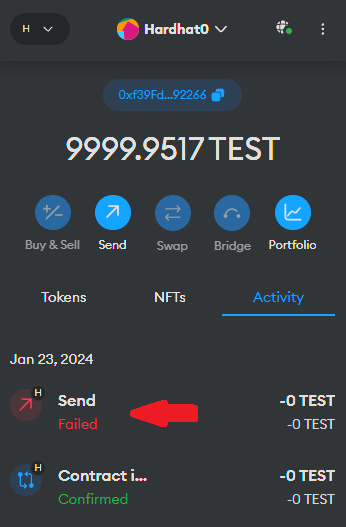 H
Hardhat0
0xf39Fd...92266
9999.9517 TEST
Buy & Sell
Send
Swap
Bridge
Portfolio
Tokens
NFTs
Activity
Jan 23, 2024
H
Send
-0 TEST
Failed
-0 TEST
H
Contract i...
-0 TEST
Confirmed
-0 TEST